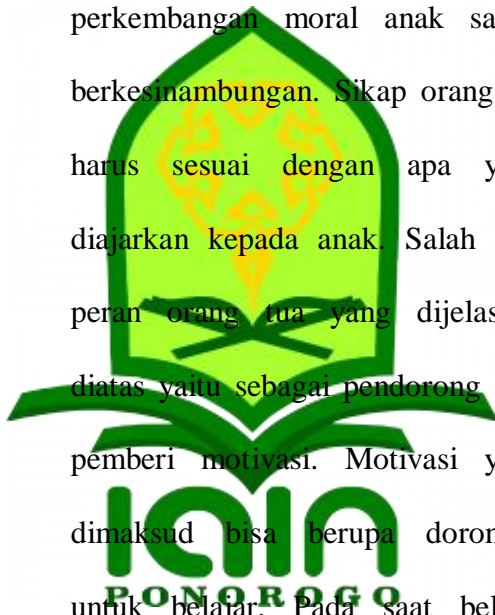 perkembangan moral anak sa
berkesinambungan. Sikap orang
harus sesuai dengan apa y
diajarkan kepada anak. Salah
peran orang tua yang dijelas
diatas yaitu sebagai pendorong
pemberi motivasi. Motivasi y
dimaksud bisa berupa doron
untuk belajar. Pada saat bel
iain
PONOROGO